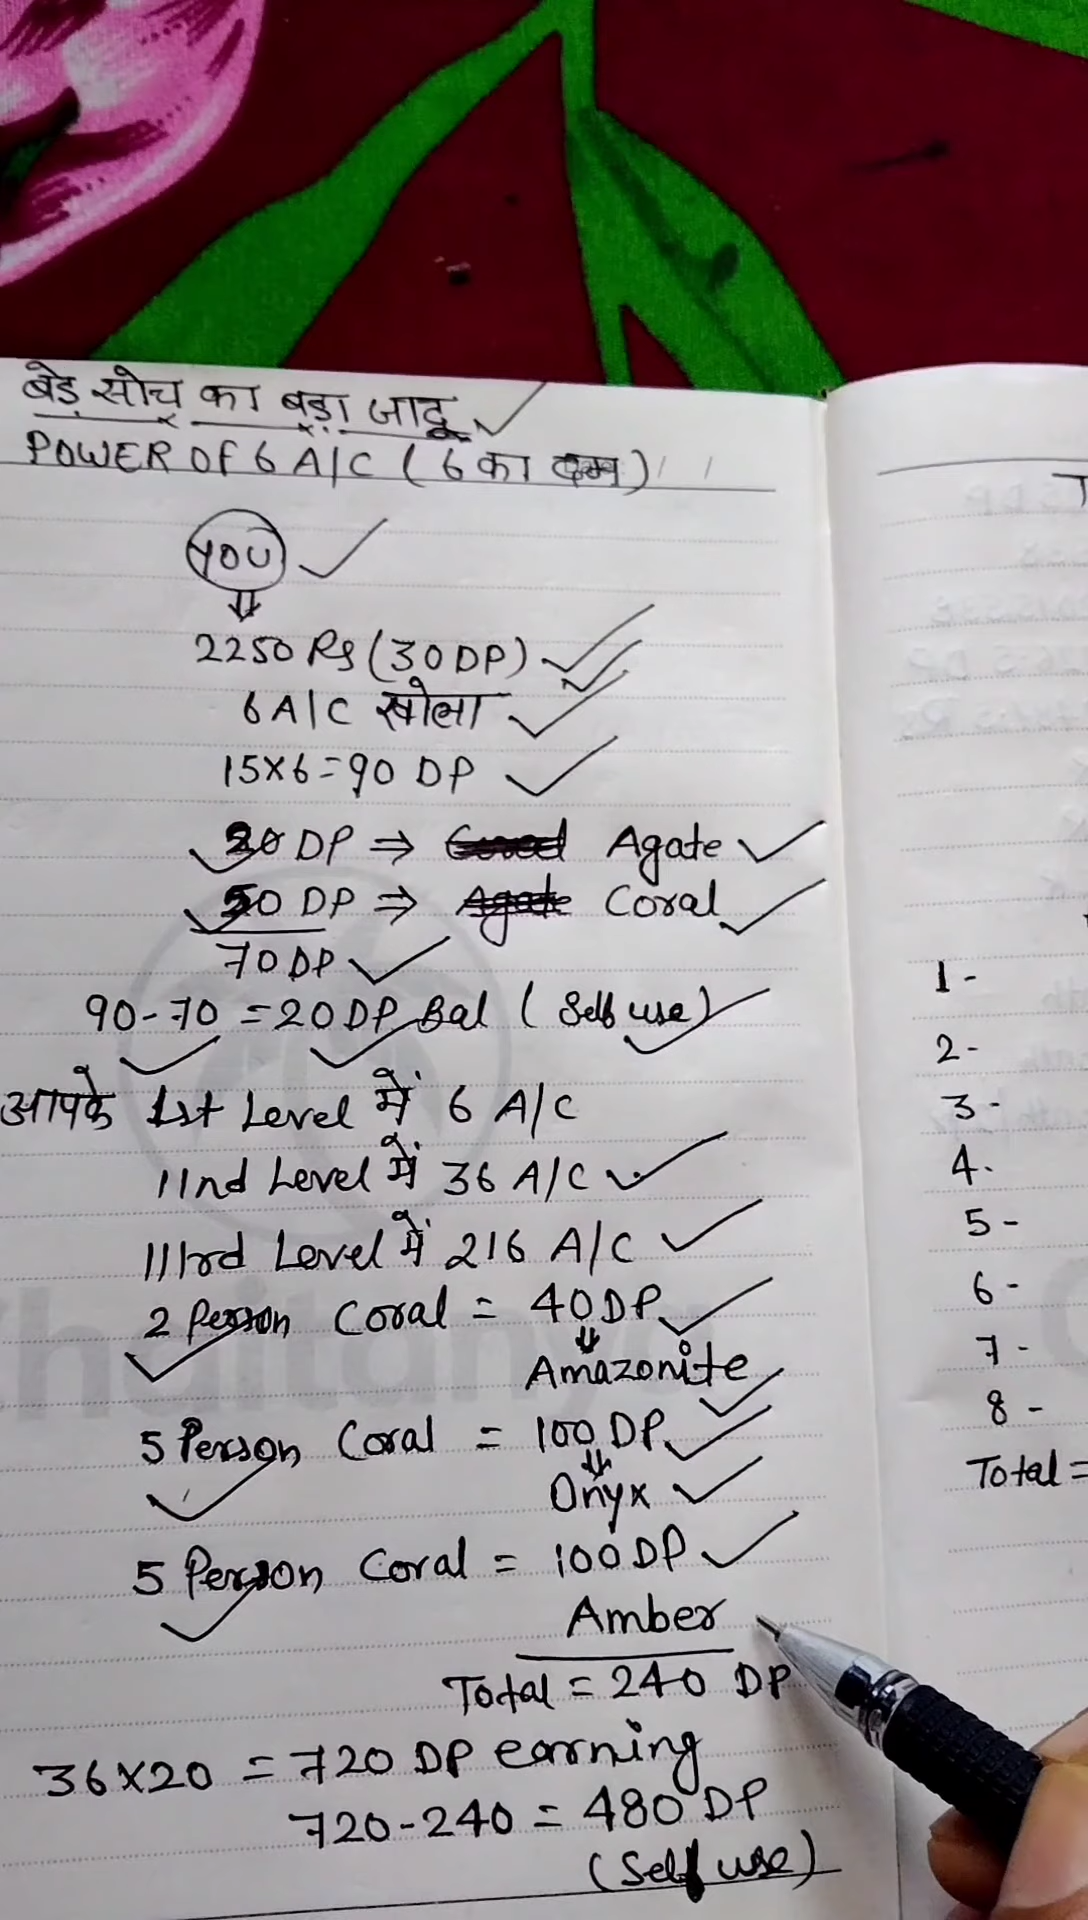 बड़े सोच का बड़ा जादू
POWER OF 6 A/C ( 6 का दम )
YOU
2250 Rs (30 DP)
6 A/C खोला
15×6=90 DP
20 DP ⇒ Agate
50 DP ⇒ Coral
70 DP
90-70 = 20 DP Bal ( Self use)
आपके 1st Level में 6 A/C
IInd Level में 36 A/C
IIIrd Level में 216 A/C
2 Person Coral = 40 DP
⇓
Amazonite
5 Person Coral = 100 DP
⇓
Onyx
5 Person Coral = 100 DP
Amber
Total = 240 DP
36×20 = 720 DP earning
720-240 = 480 DP
(Self use)
1-
2-
3-
4.
5-
6-
7-
8-
Total =